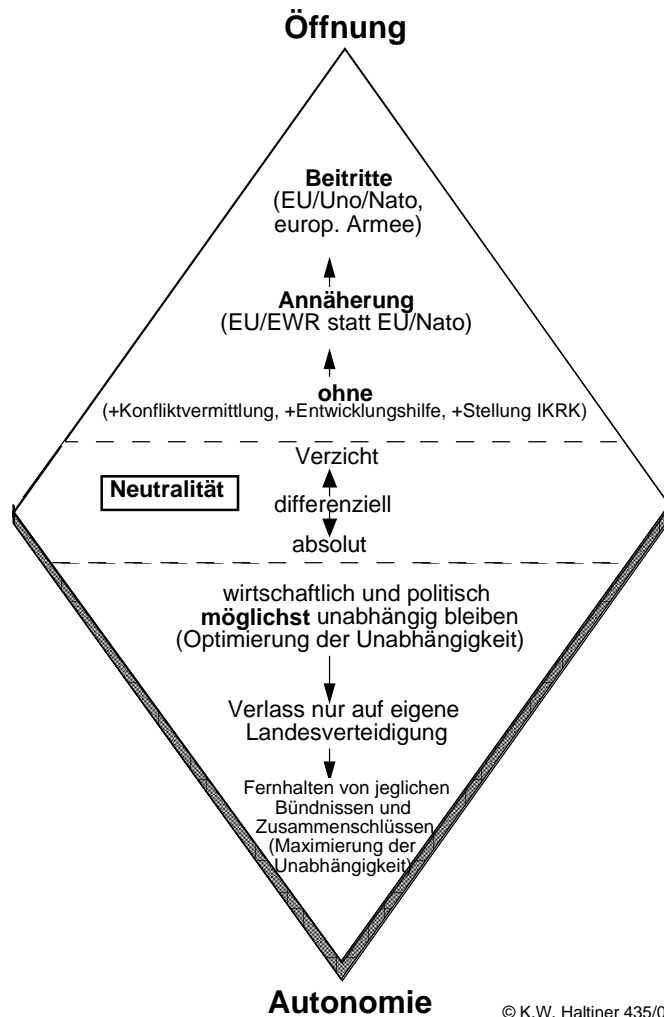 Öffnung
Beitritte
(EU/Uno/Nato,
europ. Armee)
Annäherung
(EU/EWR statt EU/Nato)
ohne
(+Konfliktvermittlung, +Entwicklungshilfe, +Stellung IKRK)
Verzicht
Neutralität
differenziell
absolut
wirtschaftlich und politisch
möglichst unabhängig bleiben
(Optimierung der Unabhängigkeit)
Verlass nur auf eigene
Landesverteidigung
Fernhalten von jeglichen
Bündnissen und
Zusammenschlüssen
(Maximierung der
Unabhängigkeit)
Autonomie
© K.W. Haltiner 435/0